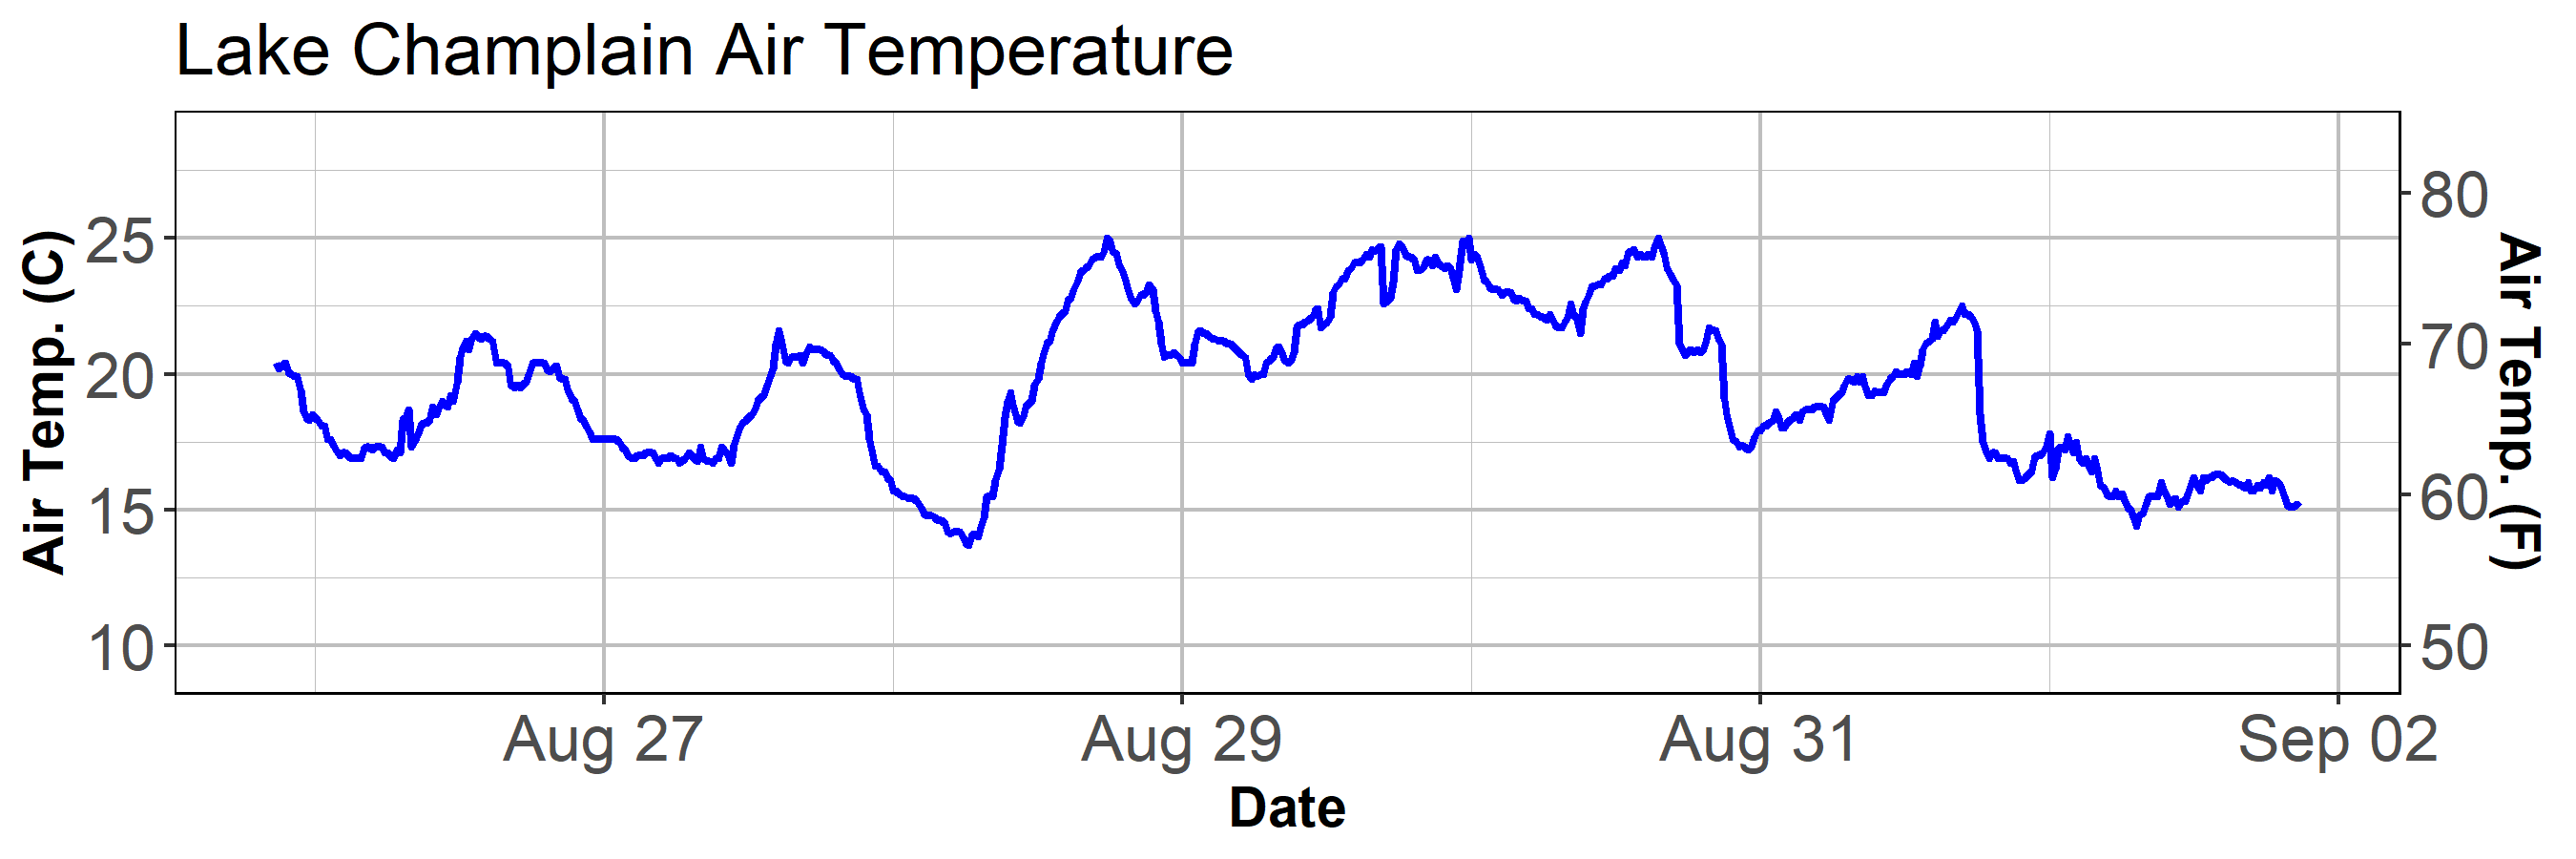 Lake Champlain Air Temperature
Air Temp. (C)
25
20
15
10
80
70
60
50
Air Temp. (F)
Aug 27
Aug 29
Aug 31
Sep 02
Date